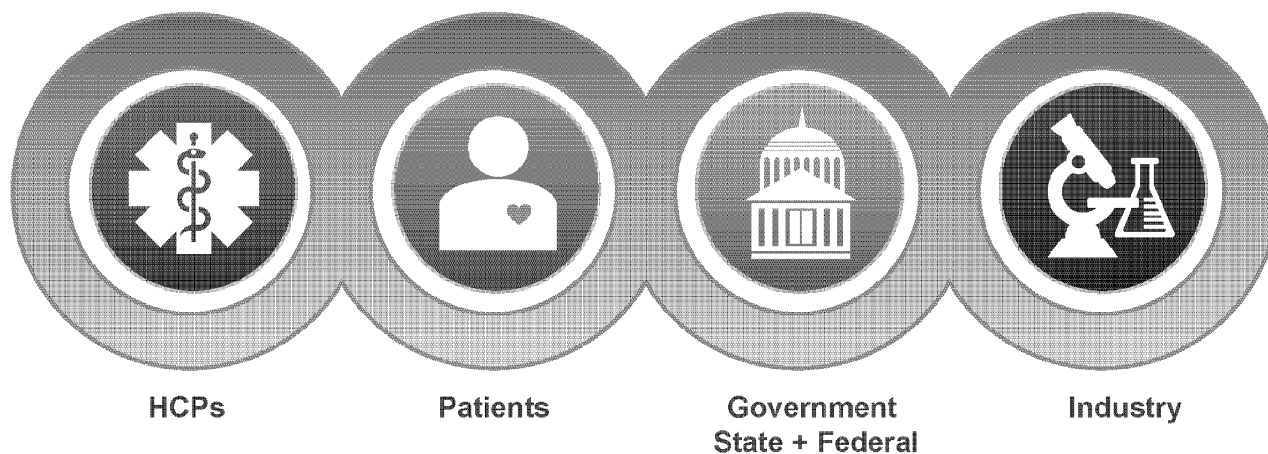 HCPs
Patients
Government
State + Federal
Industry